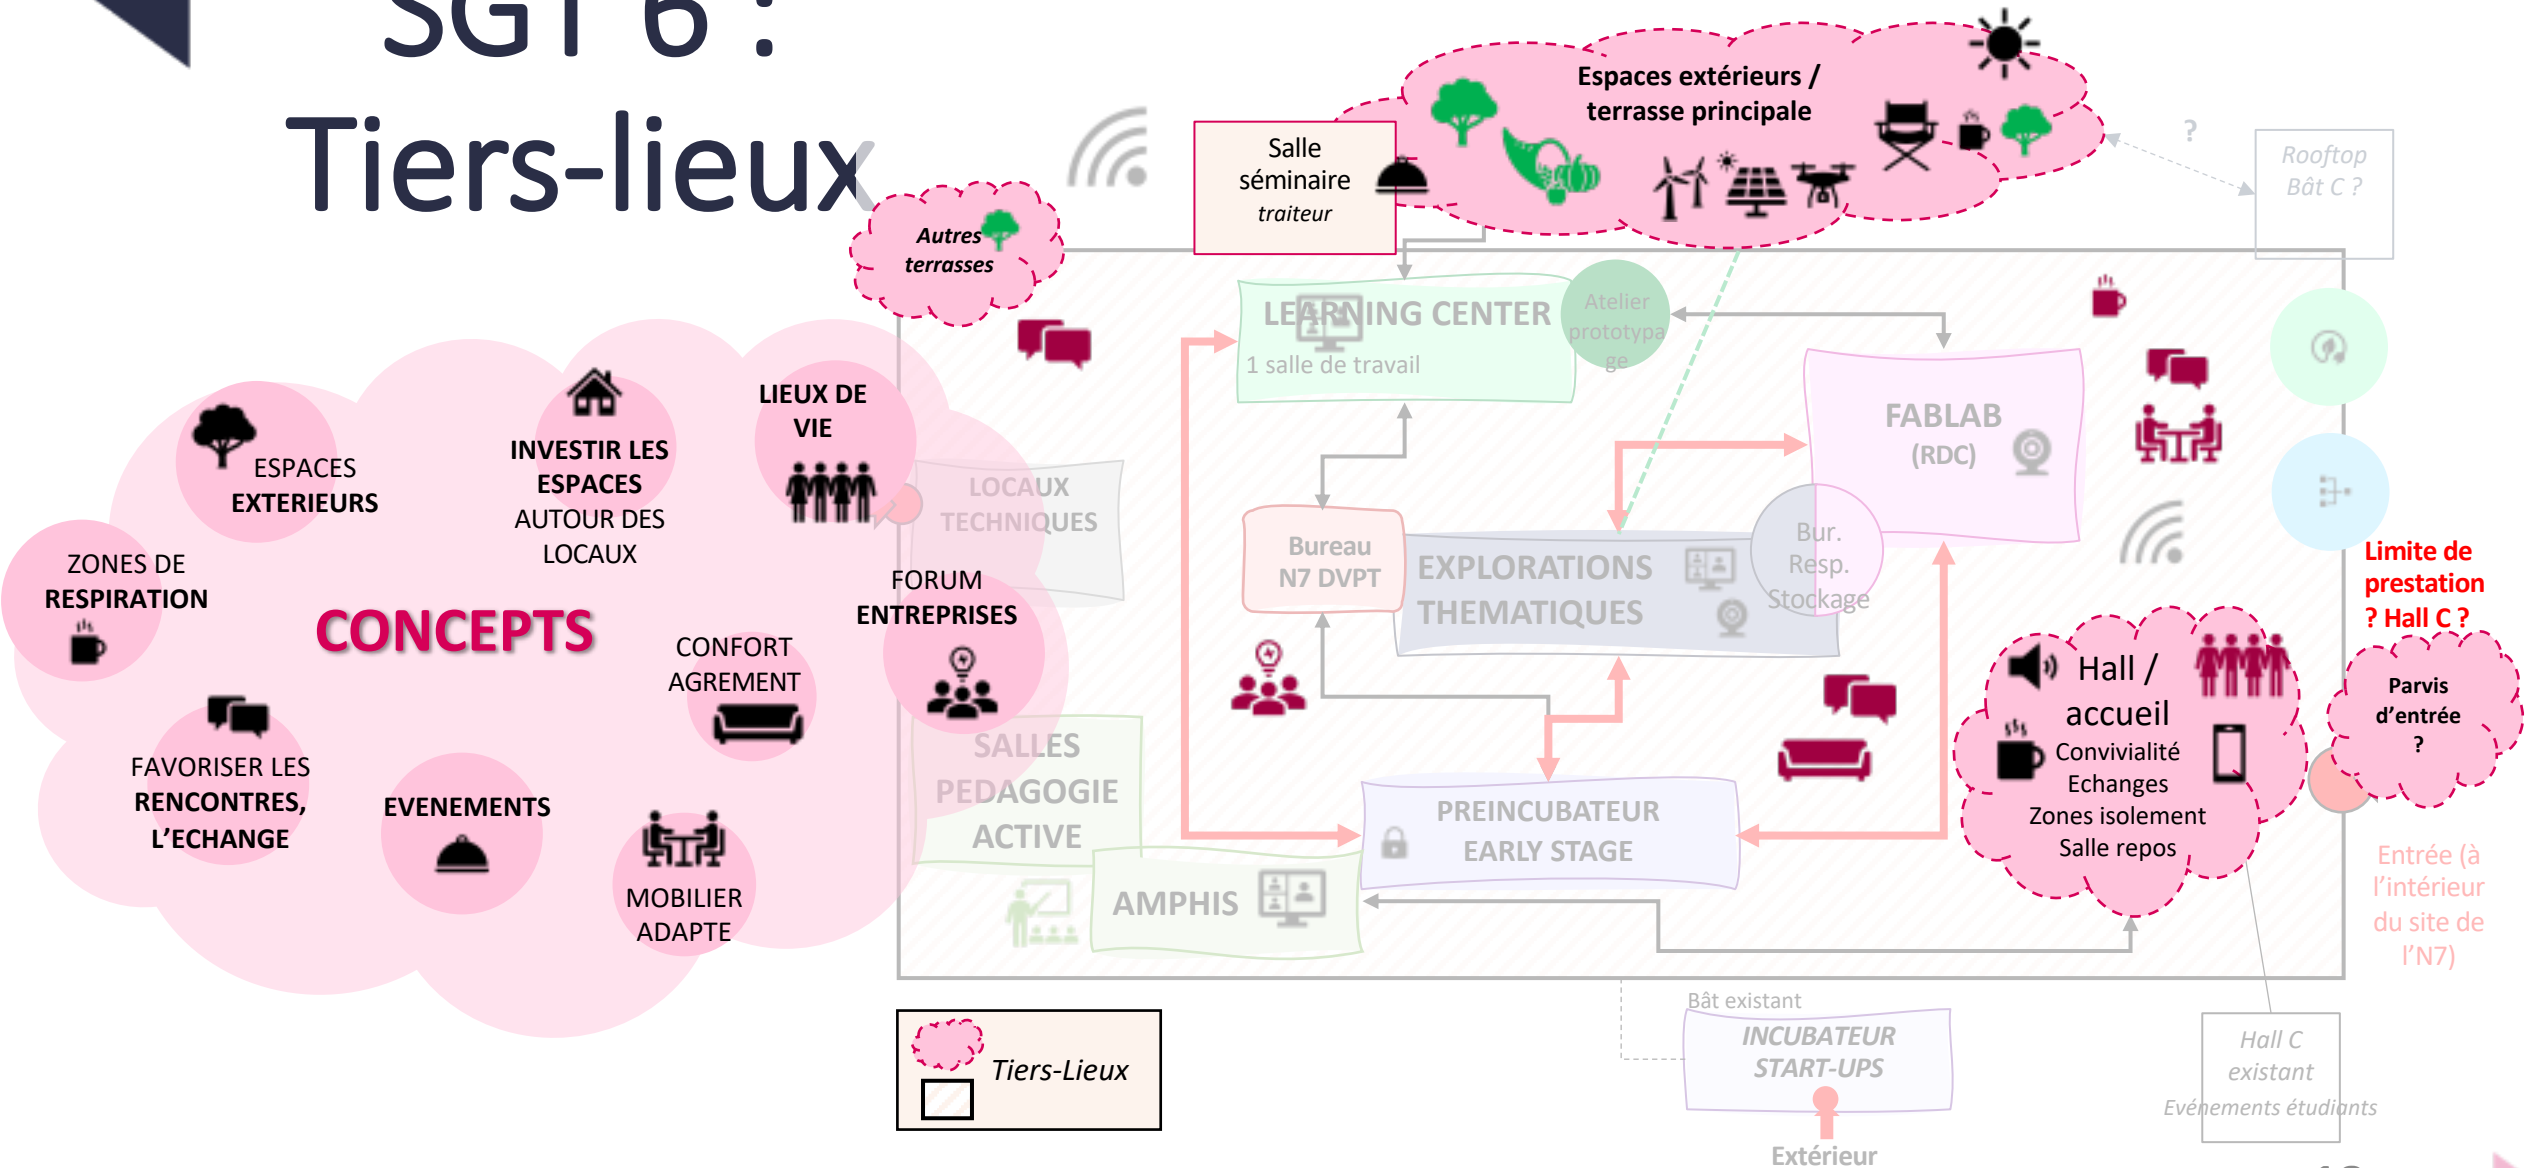 SGT 6 :
Tiers-lieux
Espaces extérieurs /
terrasse principale
Salle
séminaire
traiteur
?
Rooftop
Bât C ?
Autres
terrasses
LEARNING CENTER
1 salle de travail
Atelier
prototypa
ge
FABLAB
(RDC)
LIEUX DE
VIE
INVESTIR LES
ESPACES
AUTOUR DES
LOCAUX
ESPACES
EXTERIEURS
ZONES DE
RESPIRATION
CONCEPTS
FORUM
ENTREPRISES
CONFORT
AGREMENT
FAVORISER LES
RENCONTRES,
L'ECHANGE
EVENEMENTS
MOBILIER
ADAPTE
LOCAUX
TECHNIQUES
Bureau
N7 DVPT
EXPLORATIONS
THEMATIQUES
Bur.
Resp.
Stockage
Limite de
prestation
? Hall C ?
Hall /
accueil
Convivialité
Echanges
Zones isolement
Salle repos
Parvis
d'entrée
?
SALLES
PEDAGOGIE
ACTIVE
PREINCUBATEUR
EARLY STAGE
AMPHIS
Entrée (à
l'intérieur
du site de
l'N7)
Tiers-Lieux
Bât existant
INCUBATEUR
START-UPS
Extérieur
Hall C
existant
Evénements étudiants